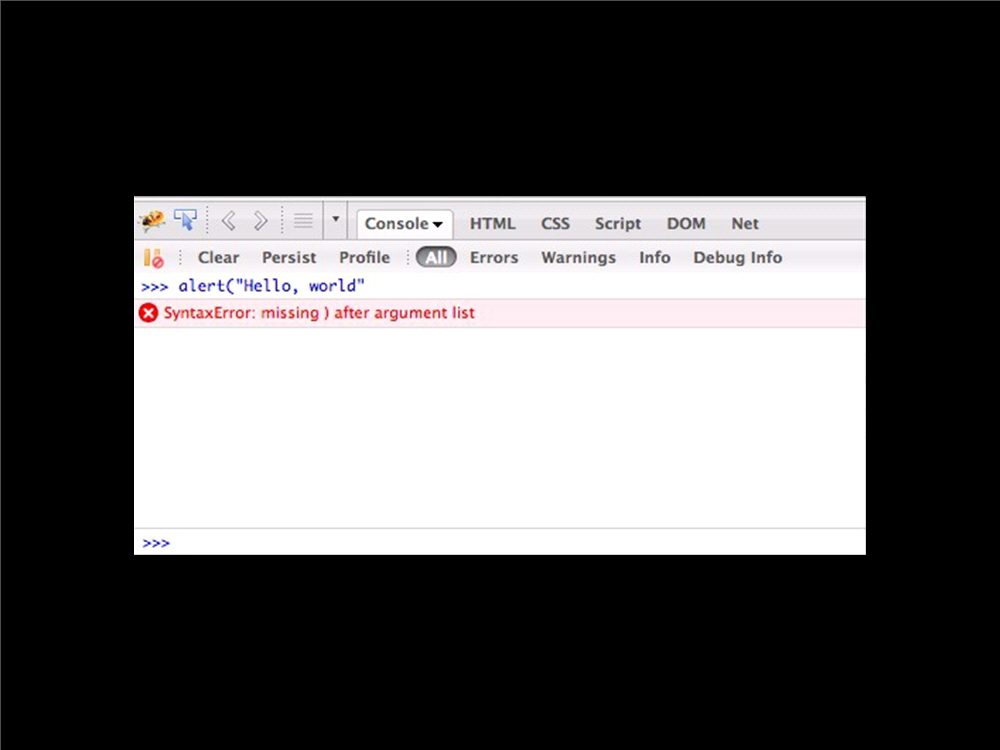 Console HTML CSS Script DOM Net
Clear Persist Profile All Errors Warnings Info Debug Info
>>> alert("Hello, world"
SyntaxError: missing ) after argument list
>>>